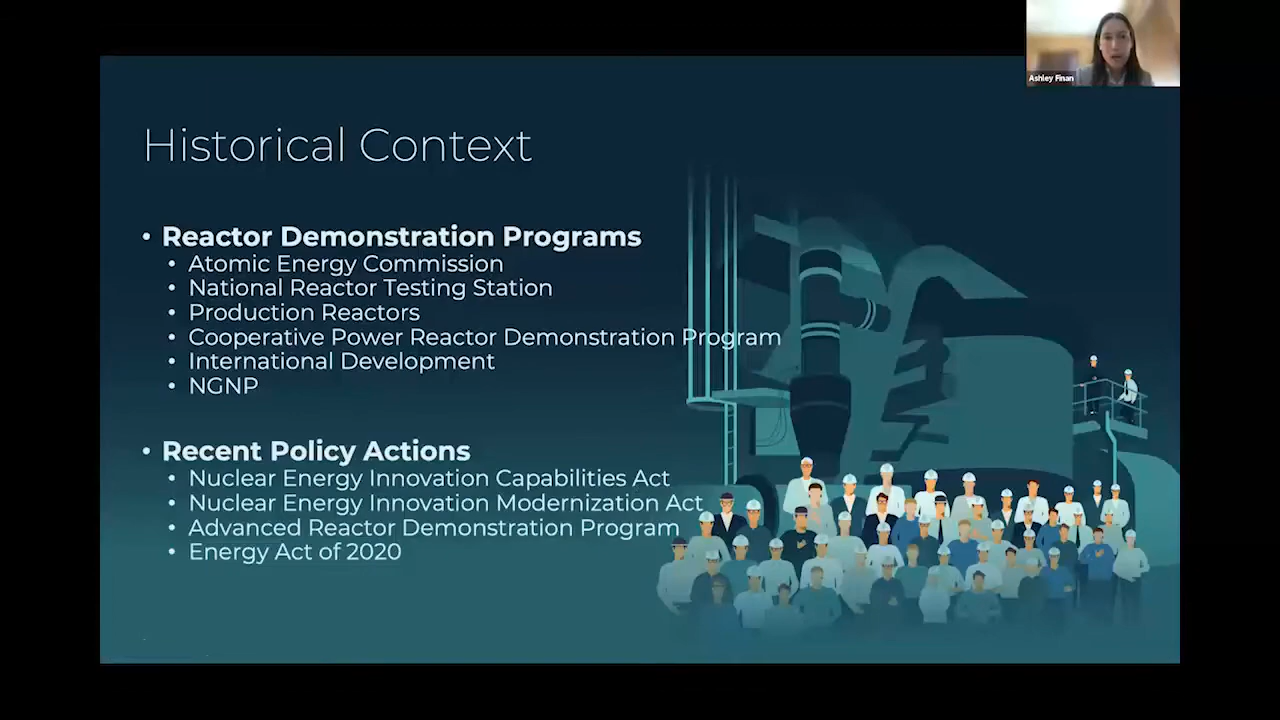 Ashley Finan
Historical Context
• Reactor Demonstration Programs
• Atomic Energy Commission
• National Reactor Testing Station
• Production Reactors
• Cooperative Power Reactor Demonstration Program
• International Development
• NGNP
• Recent Policy Actions
• Nuclear Energy Innovation Capabilities Act
• Nuclear Energy Innovation Modernization Act
• Advanced Reactor Demonstration Program
• Energy Act of 2020